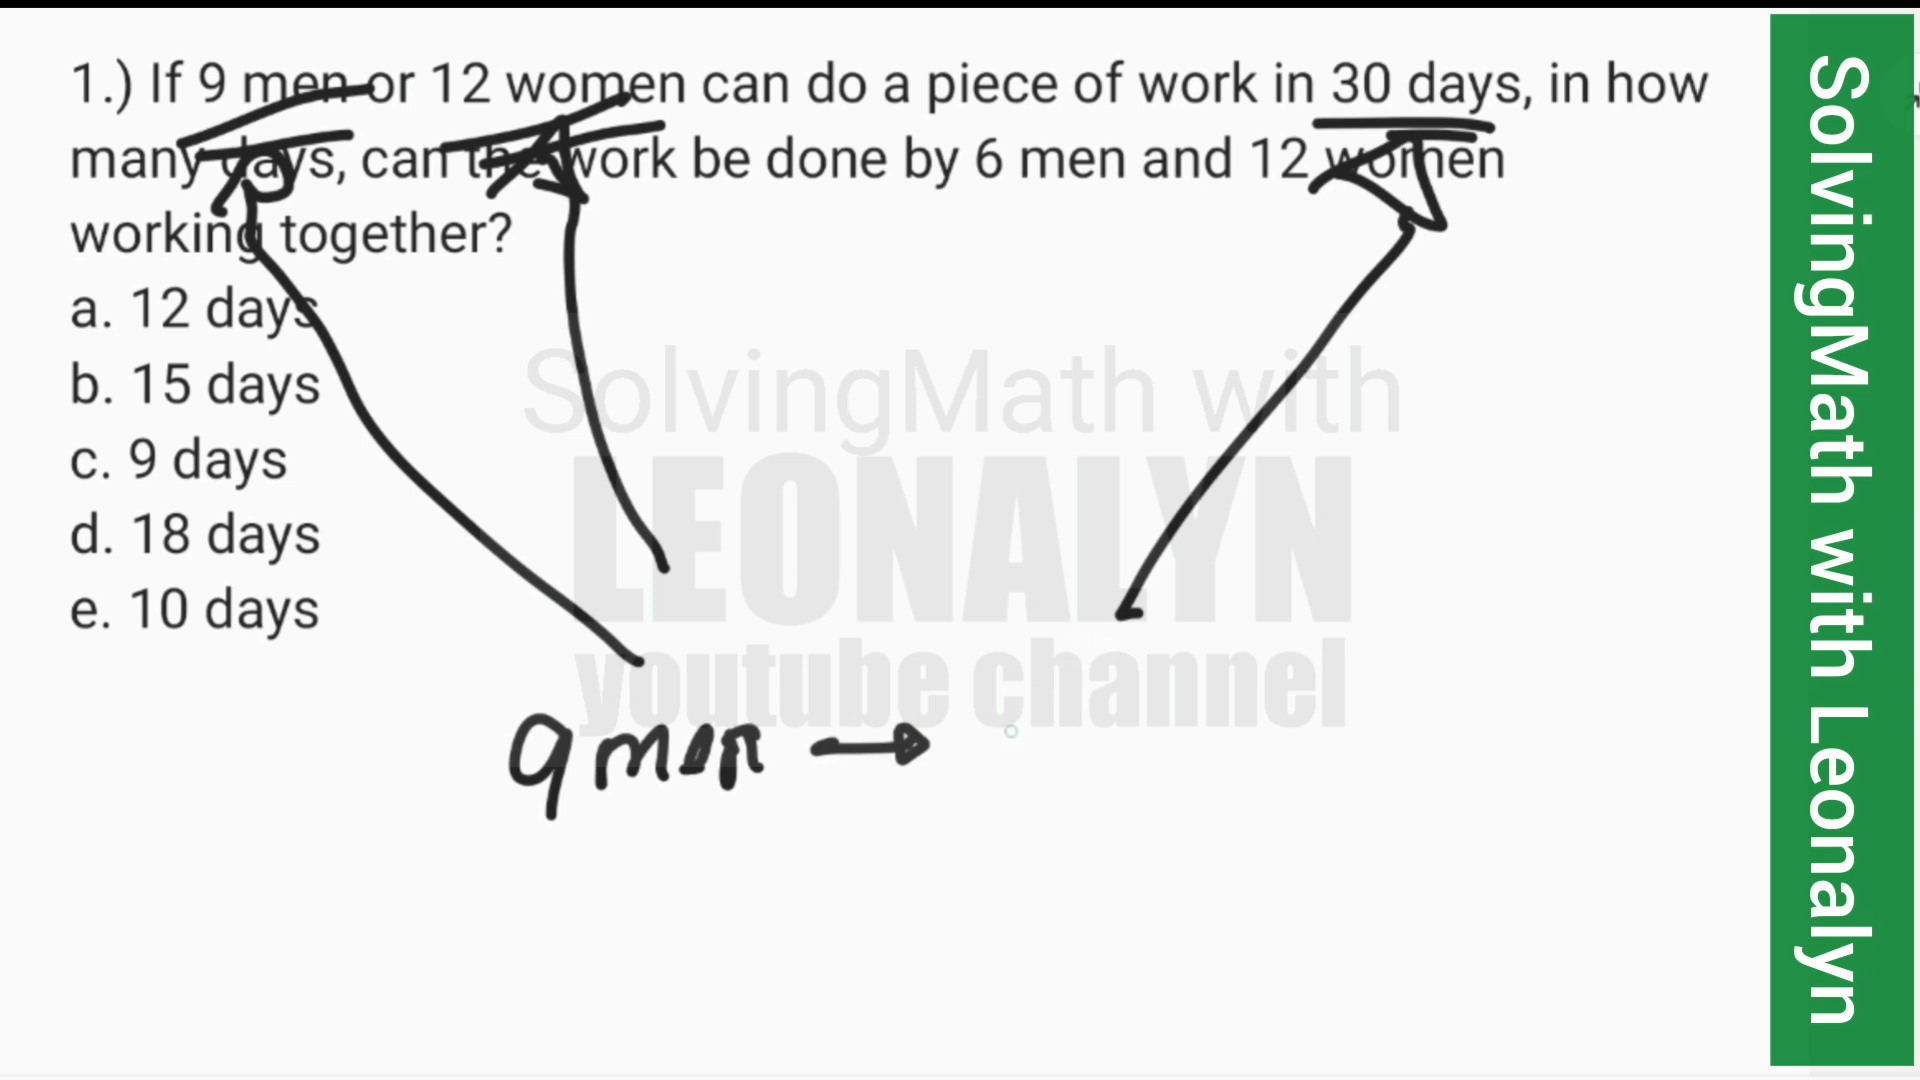 1.) If 9 men or 12 women can do a piece of work in 30 days, in how
many days, can the work be done by 6 men and 12 women
working together?
a. 12 days
b. 15 days
c. 9 days
d. 18 days
e. 10 days
SolvingMath with
LEONALYN
youtube channel
9 men →
SolvingMath with Leonalyn